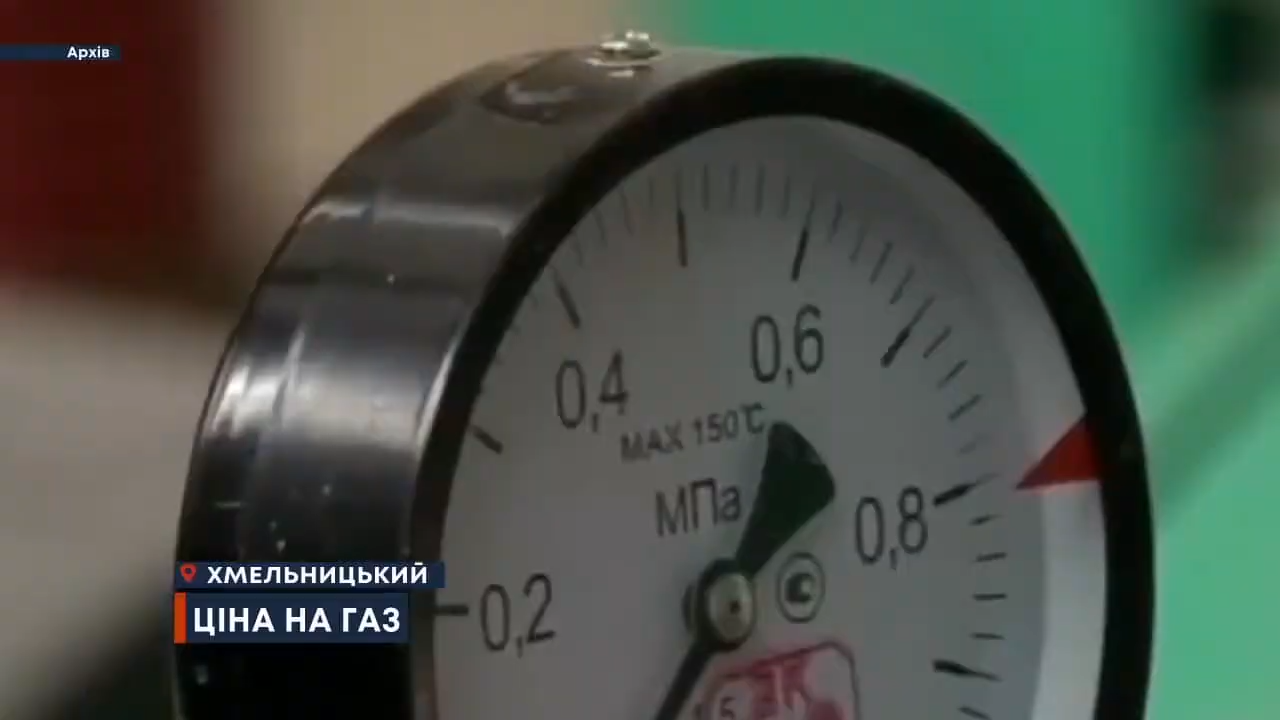 Архів
0,6
0,4
MAX 150°C
МПа
0,8
0,2
ХМЕЛЬНИЦЬКИЙ
ЦІНА НА ГАЗ